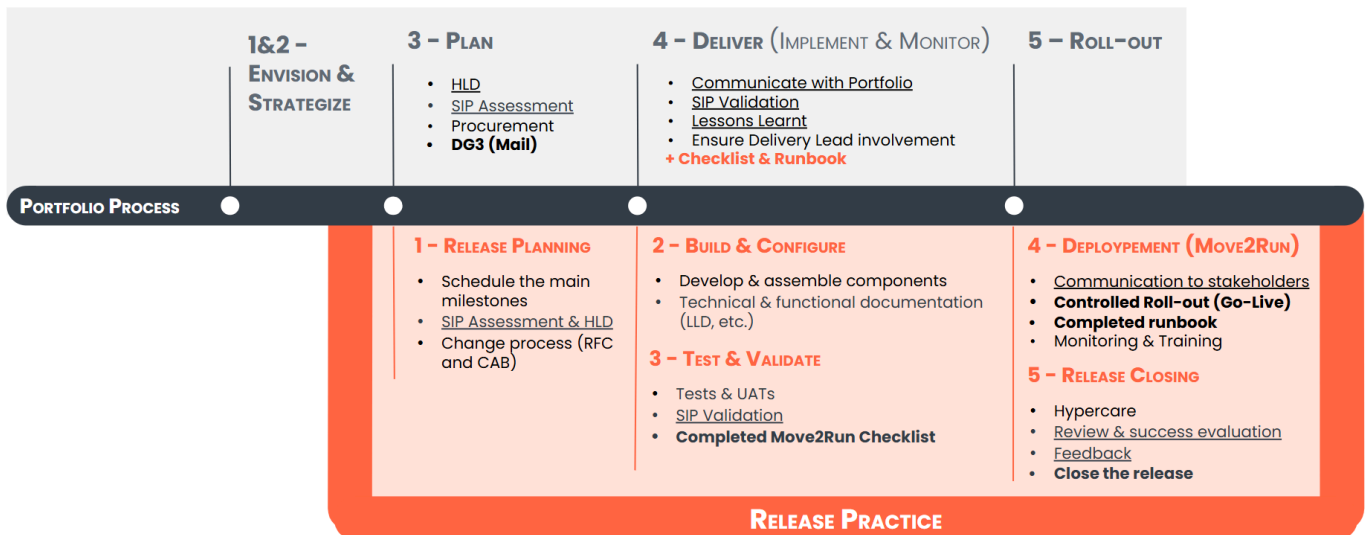 1&2 –
Envision &
Strategize
3 – Plan
• HLD
• SIP Assessment
• Procurement
• DG3 (Mail)
4 – Deliver (Implement & Monitor)
• Communicate with Portfolio
• SIP Validation
• Lessons Learnt
• Ensure Delivery Lead involvement
+ Checklist & Runbook
5 – Roll-out
Portfolio Process
1 – Release Planning
• Schedule the main
milestones
• SIP Assessment & HLD
• Change process (RFC
and CAB)
2 – Build & Configure
• Develop & assemble components
• Technical & functional documentation
(LLD, etc.)
3 – Test & Validate
• Tests & UATs
• SIP Validation
• Completed Move2Run Checklist
4 – Deploypement (Move2Run)
• Communication to stakeholders
• Controlled Roll-out (Go-Live)
• Completed runbook
• Monitoring & Training
5 – Release Closing
• Hypercare
• Review & success evaluation
• Feedback
• Close the release
Release Practice